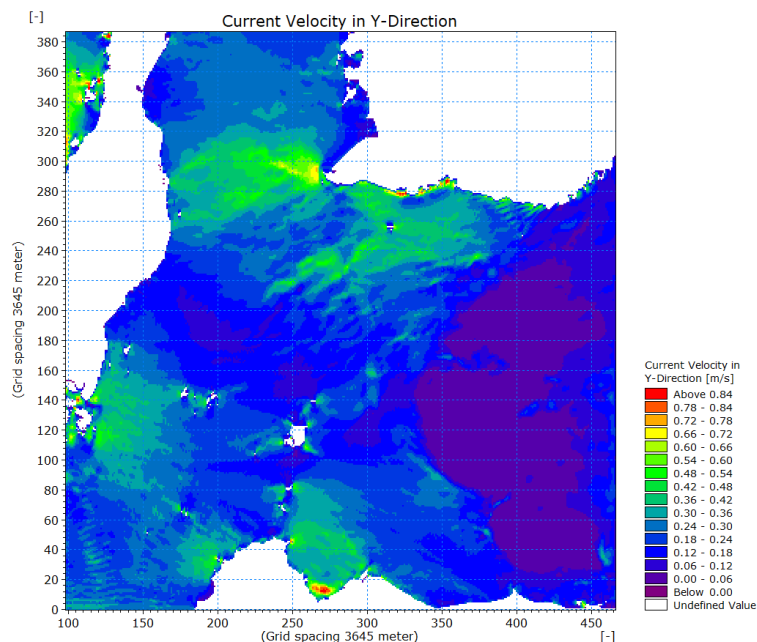 [-]
Current Velocity in Y-Direction
380
360
340
320
300
280
260
240
220
200
180
160
140
120
100
80
60
40
20
0
(Grid spacing 3645 meter)
100 150 200 250 300 350 400 450
(Grid spacing 3645 meter) [-]
Current Velocity in
Y-Direction [m/s]
Above 0.84
0.78 - 0.84
0.72 - 0.78
0.66 - 0.72
0.60 - 0.66
0.54 - 0.60
0.48 - 0.54
0.42 - 0.48
0.36 - 0.42
0.30 - 0.36
0.24 - 0.30
0.18 - 0.24
0.12 - 0.18
0.06 - 0.12
0.00 - 0.06
Below 0.00
Undefined Value